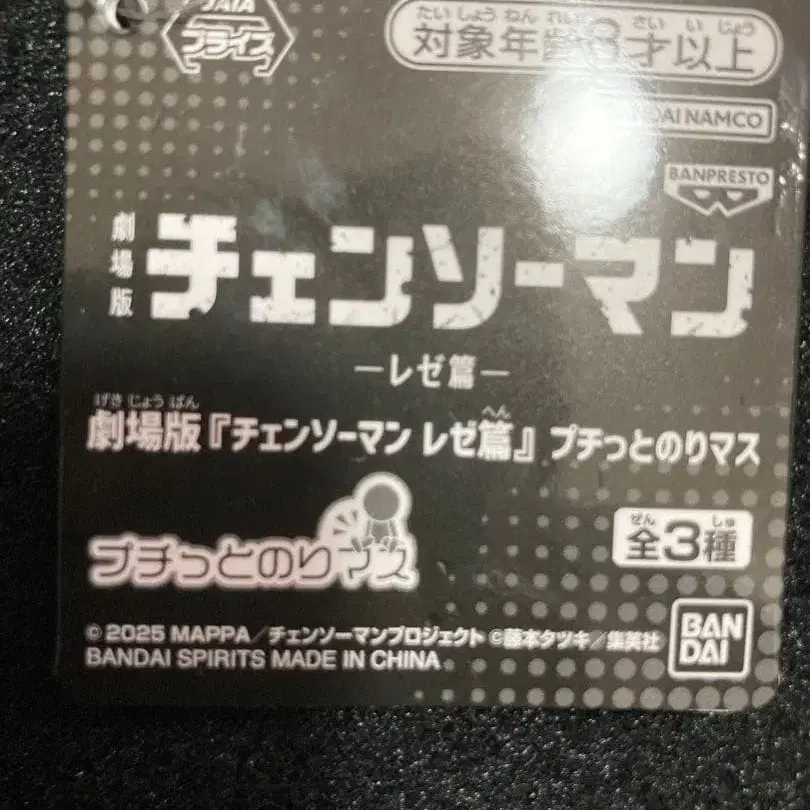 JAIA
プライズ
たいしょうねんれい さいいじょう
対象年齢 才以上
BANDAI NAMCO
BANPRESTO
劇場版
チェンソーマン
―レゼ篇―
げきじょうばん へん
劇場版『チェンソーマン レゼ篇』プチっとのりマス
ぜん しゅ
全3種
プチっとのりマス
© 2025 MAPPA／チェンソーマンプロジェクト ©藤本タツキ／集英社
BANDAI SPIRITS MADE IN CHINA
BAN
DAI